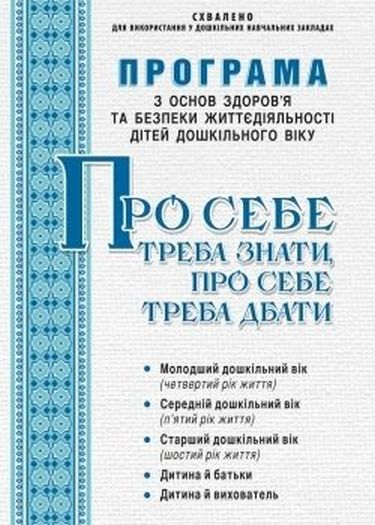 СХВАЛЕНО
ДЛЯ ВИКОРИСТАННЯ У ДОШКІЛЬНИХ НАВЧАЛЬНИХ ЗАКЛАДАХ
ПРОГРАМА
З ОСНОВ ЗДОРОВ'Я
ТА БЕЗПЕКИ ЖИТТЄДІЯЛЬНОСТІ
ДІТЕЙ ДОШКІЛЬНОГО ВІКУ
ПРО СЕБЕ
ТРЕБА ЗНАТИ,
ПРО СЕБЕ
ТРЕБА ДБАТИ
• Молодший дошкільний вік
(четвертий рік життя)
• Середній дошкільний вік
(п'ятий рік життя)
• Старший дошкільний вік
(шостий рік життя)
• Дитина й батьки
• Дитина й вихователь